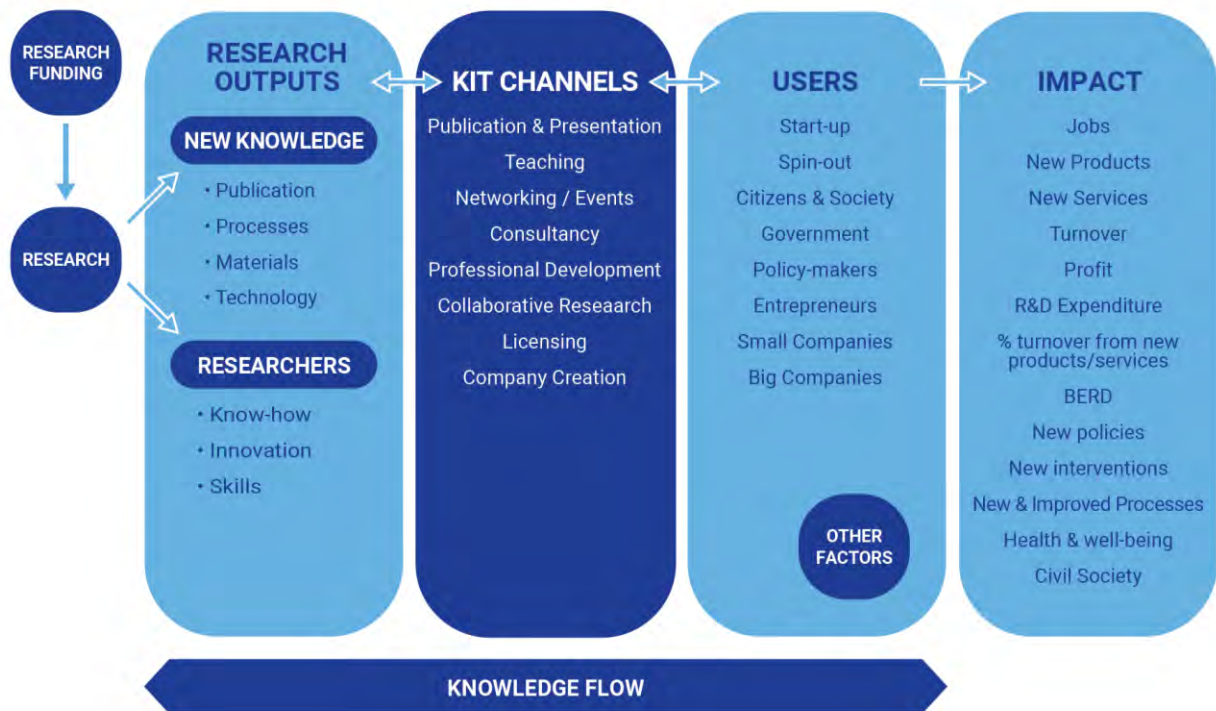 RESEARCH
FUNDING
RESEARCH
RESEARCH
OUTPUTS
NEW KNOWLEDGE
• Publication
• Processes
• Materials
• Technology
RESEARCHERS
• Know-how
• Innovation
• Skills
KIT CHANNELS
Publication & Presentation
Teaching
Networking / Events
Consultancy
Professional Development
Collaborative Reseaarch
Licensing
Company Creation
USERS
Start-up
Spin-out
Citizens & Society
Government
Policy-makers
Entrepreneurs
Small Companies
Big Companies
OTHER
FACTORS
IMPACT
Jobs
New Products
New Services
Turnover
Profit
R&D Expenditure
% turnover from new
products/services
BERD
New policies
New interventions
New & Improved Processes
Health & well-being
Civil Society
KNOWLEDGE FLOW